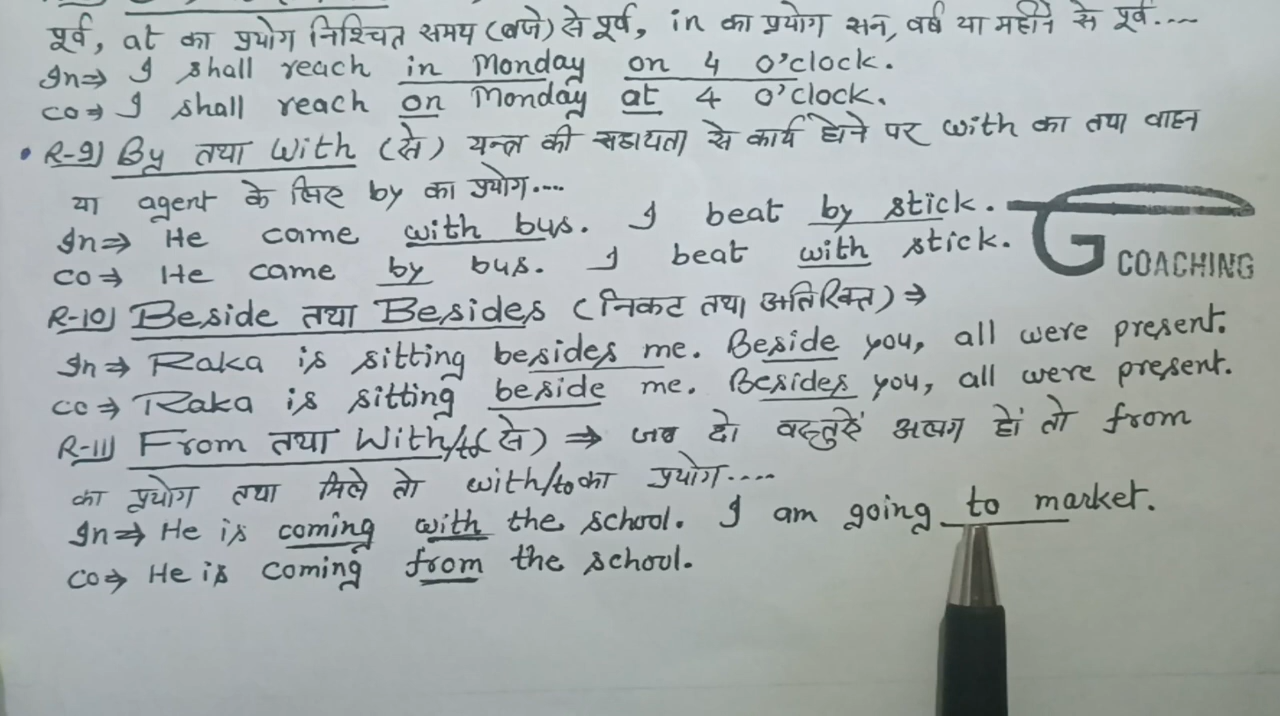 पूर्व, at का प्रयोग निश्चित समय (बजे) से पूर्व, in का प्रयोग सन, वर्ष या महीने से पूर्व....
In⇒ I shall reach in Monday on 4 o'clock.
CO⇒ I shall reach on Monday at 4 o'clock.
• R-9) By तथा With (से) यन्त्र की सहायता से कार्य होने पर with का तथा वाहन
या agent के लिए by का प्रयोग....
In⇒ He came with bus. I beat by stick.
CO⇒ He came by bus. I beat with stick.
G COACHING
R-10) Beside तथा Besides (निकट तथा अतिरिक्त) ⇒
In⇒ Raka is sitting besides me. Beside you, all were present.
CO⇒ Raka is sitting beside me. Besides you, all were present.
R-11) From तथा With/to (से) ⇒ जब दो वस्तुएें अलग हों तो from
का प्रयोग तथा मिले तो with/to का प्रयोग....
In⇒ He is coming with the school. I am going to market.
CO⇒ He is coming from the school.